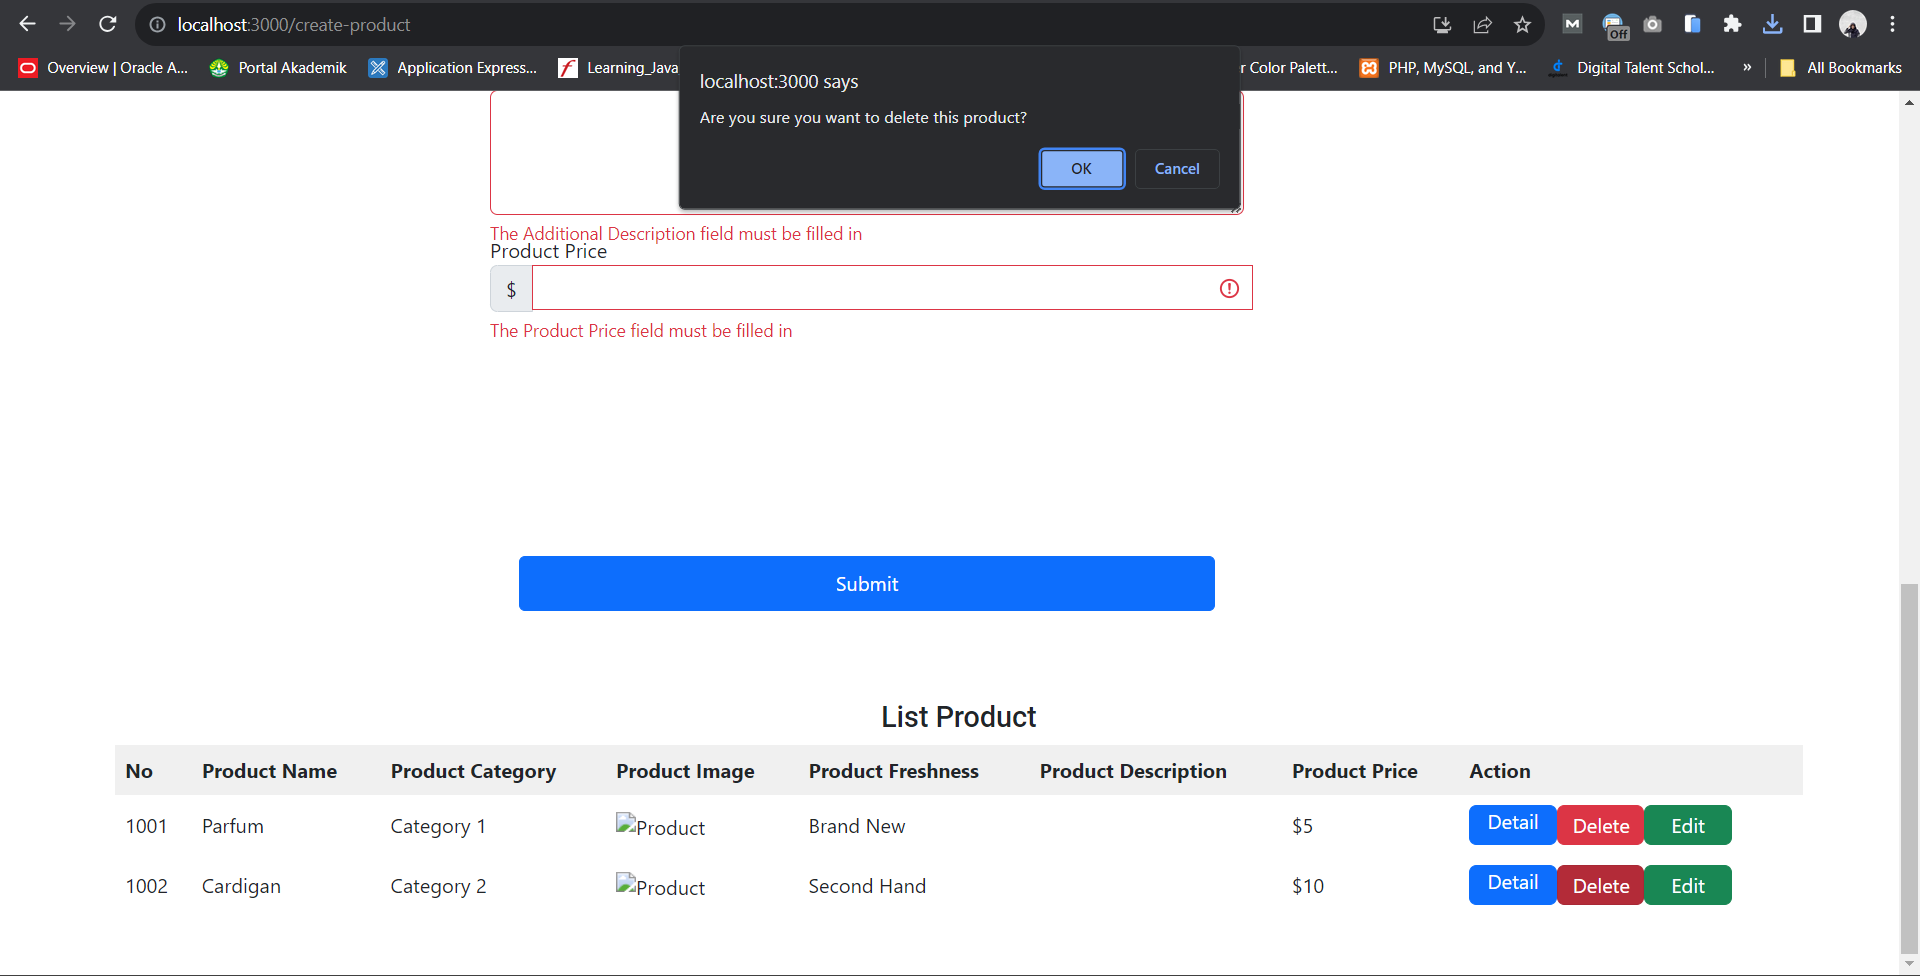 localhost:3000/create-product
Off
Overview | Oracle A...
Portal Akademik
Application Express...
Learning_Java
r Color Palett...
PHP, MySQL, and Y...
Digital Talent Schol...
»
All Bookmarks
localhost:3000 says
Are you sure you want to delete this product?
OK Cancel
The Additional Description field must be filled in
Product Price
$
The Product Price field must be filled in
Submit
List Product
No Product Name Product Category Product Image Product Freshness Product Description Product Price Action
1001 Parfum Category 1 Product Brand New $5 Detail Delete Edit
1002 Cardigan Category 2 Product Second Hand $10 Detail Delete Edit